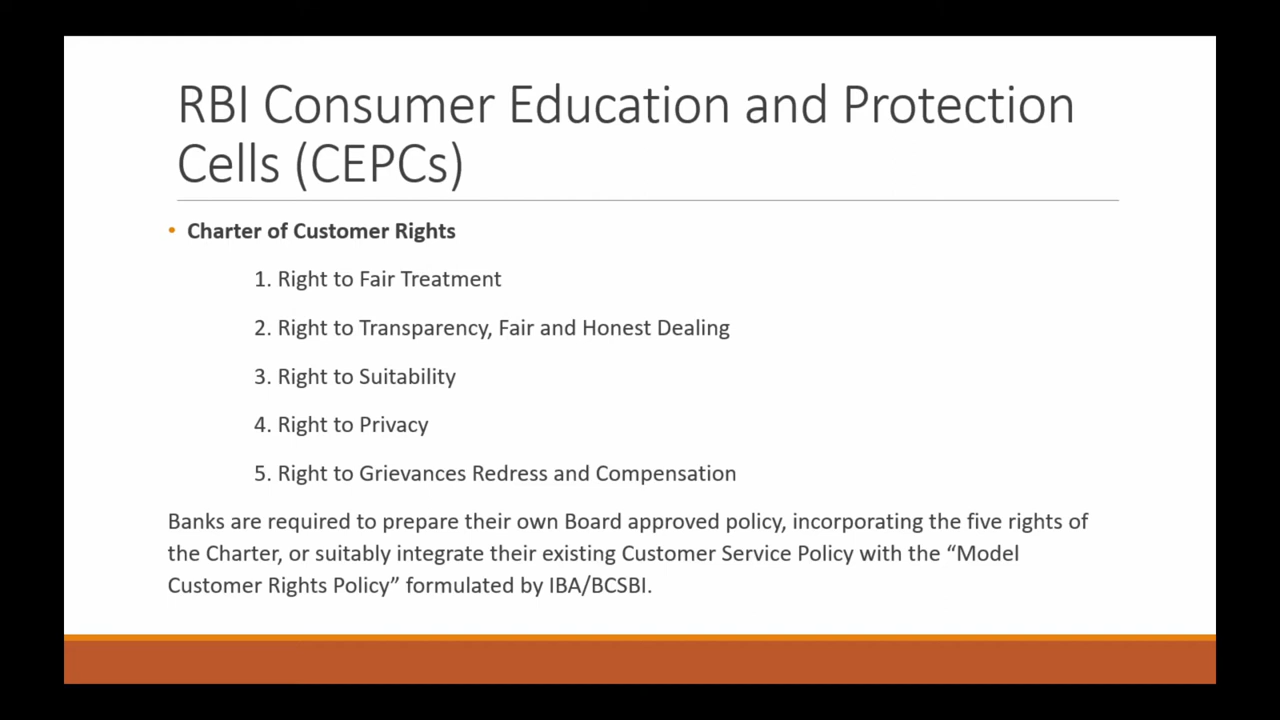 RBI Consumer Education and Protection
Cells (CEPCs)
• Charter of Customer Rights
1. Right to Fair Treatment
2. Right to Transparency, Fair and Honest Dealing
3. Right to Suitability
4. Right to Privacy
5. Right to Grievances Redress and Compensation
Banks are required to prepare their own Board approved policy, incorporating the five rights of
the Charter, or suitably integrate their existing Customer Service Policy with the “Model
Customer Rights Policy” formulated by IBA/BCSBI.